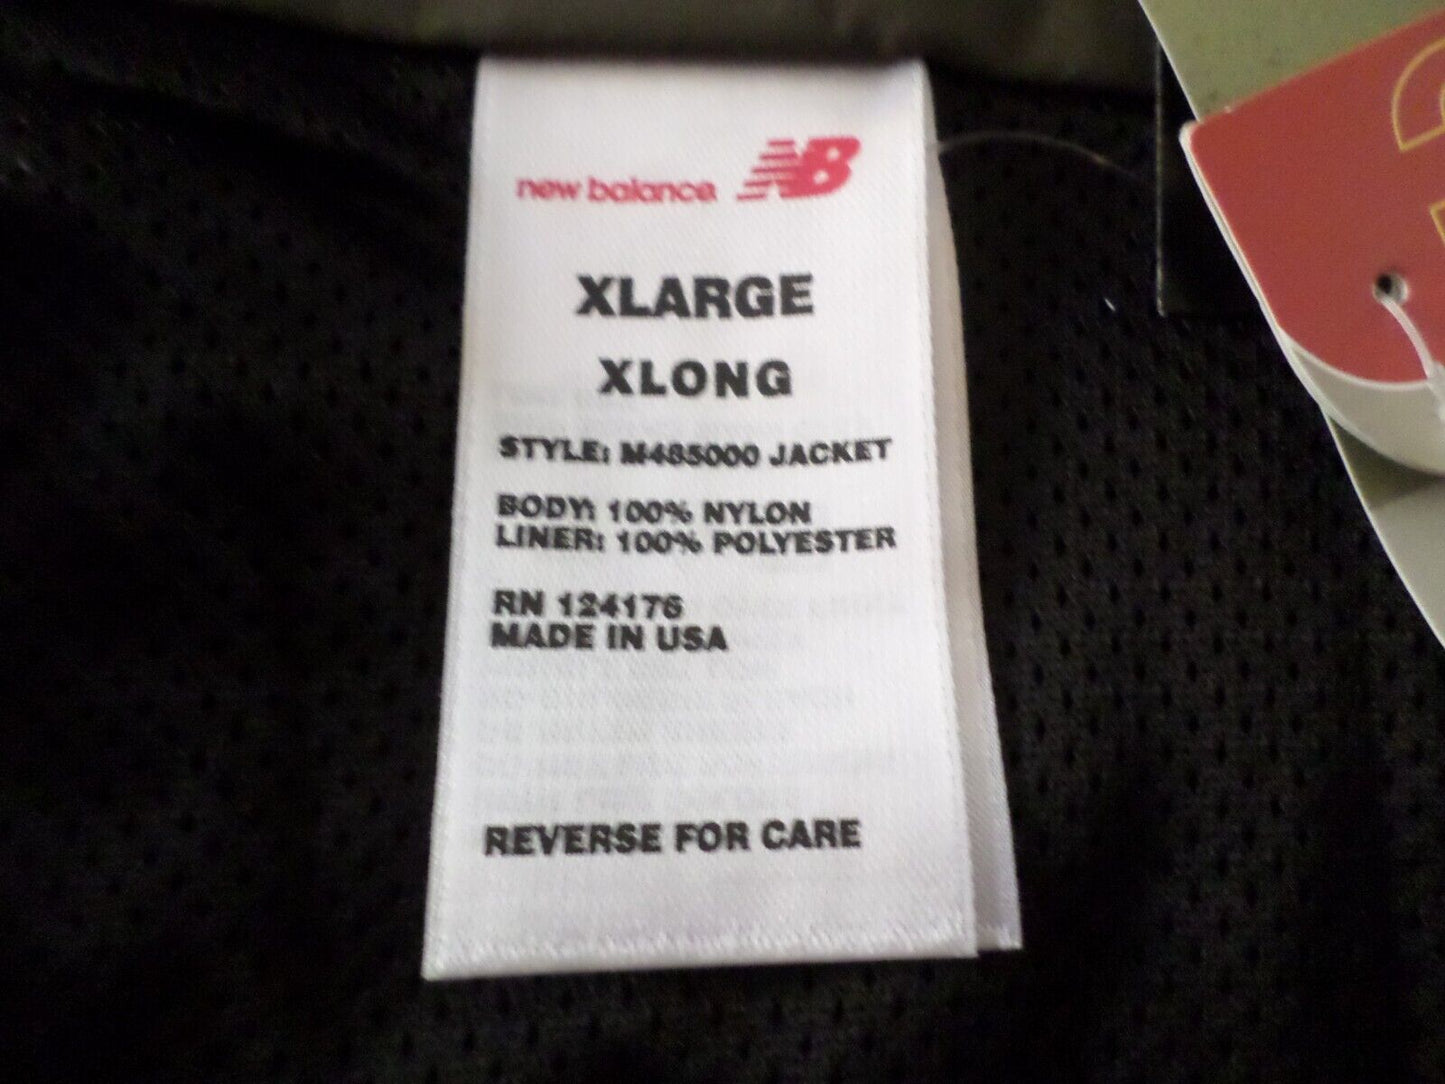 new balance NB
XLARGE
XLONG
STYLE: M485000 JACKET
BODY: 100% NYLON
LINER: 100% POLYESTER
RN 124176
MADE IN USA
REVERSE FOR CARE